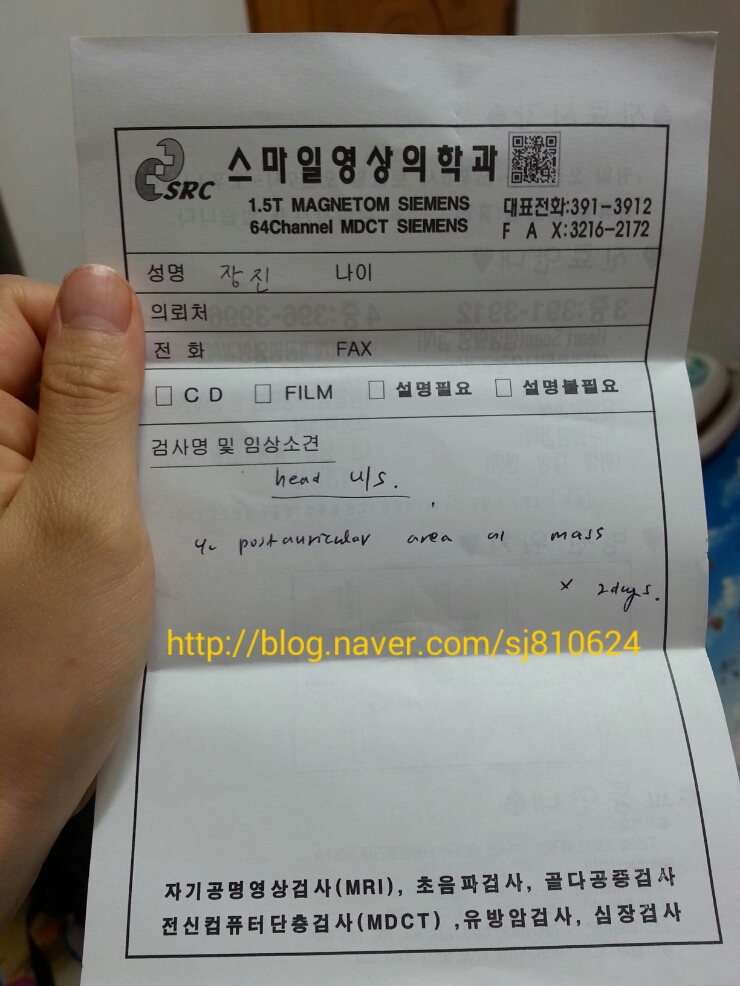 SRC 스마일영상의학과
1.5T MAGNETOM SIEMENS 대표전화:391-3912
64Channel MDCT SIEMENS F A X:3216-2172
성명 장진 나이
의뢰처
전 화 FAX
□ C D □ FILM □ 설명필요 □ 설명불필요
검사명 및 임상소견
head u/s.
postauricular area mass
x 2days.
http://blog.naver.com/sj810624
자기공명영상검사(MRI), 초음파검사, 골다공증검사
전신컴퓨터단층검사(MDCT) ,유방암검사, 심장검사